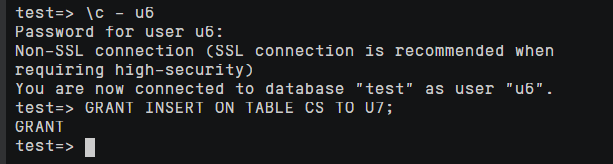 test=> \c - u6
Password for user u6:
Non-SSL connection (SSL connection is recommended when
requiring high-security)
You are now connected to database "test" as user "u6".
test=> GRANT INSERT ON TABLE CS TO U7;
GRANT
test=>